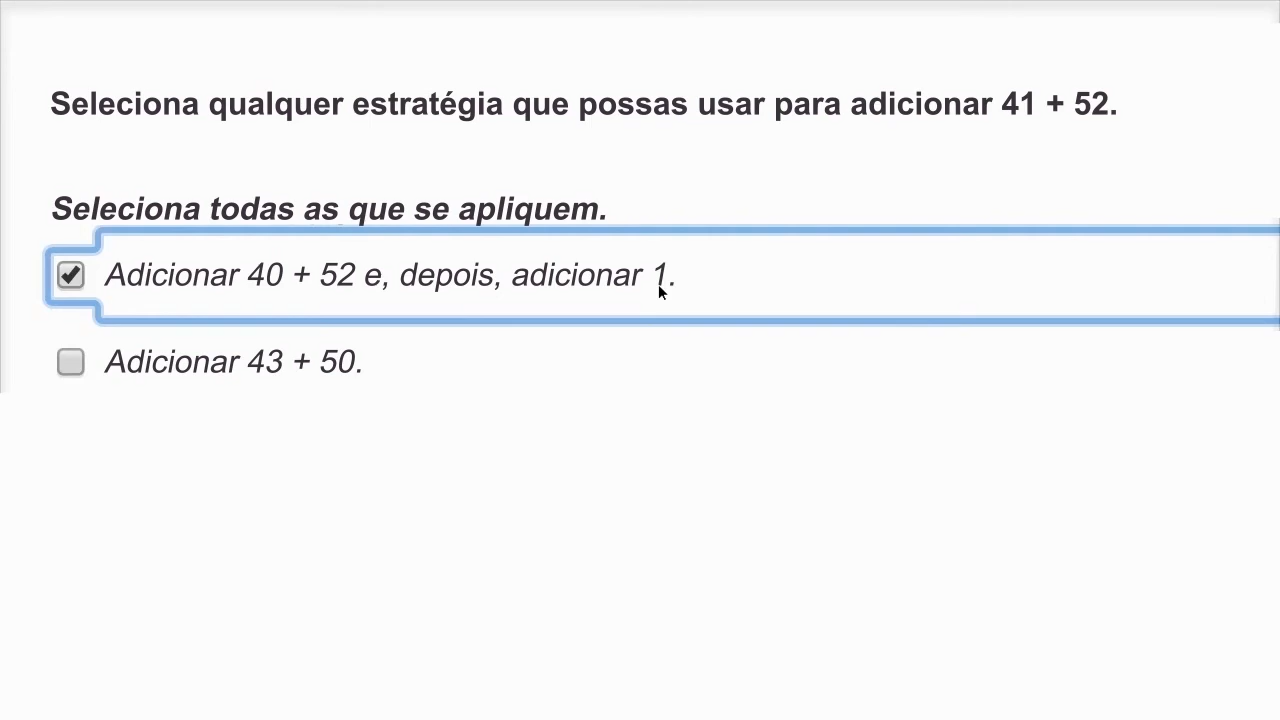 Seleciona qualquer estratégia que possas usar para adicionar 41 + 52.
Seleciona todas as que se apliquem.
Adicionar 40 + 52 e, depois, adicionar 1.
Adicionar 43 + 50.